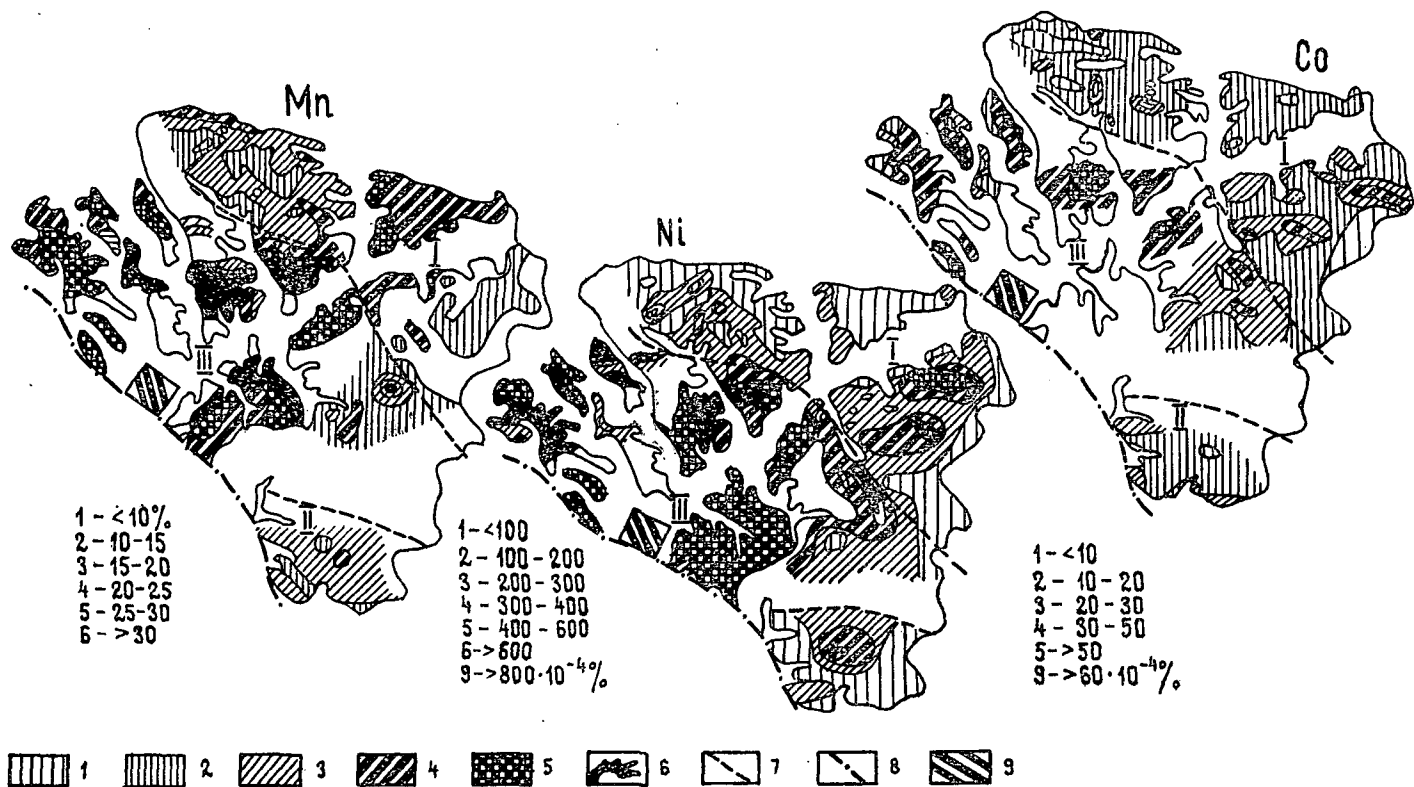 Mn
Ni
Co
I
III
II
1 - <10%
2 - 10-15
3 - 15-20
4 - 20-25
5 - 25-30
6 - >30
I
III
II
1-<100
2 - 100-200
3 - 200-300
4 - 300-400
5 - 400-600
6->600
9->800·10⁻⁴%
I
III
II
1-<10
2 - 10-20
3 - 20-30
4 - 30-50
5->50
9->60·10⁻⁴%
1 2 3 4 5 6 7 8 9